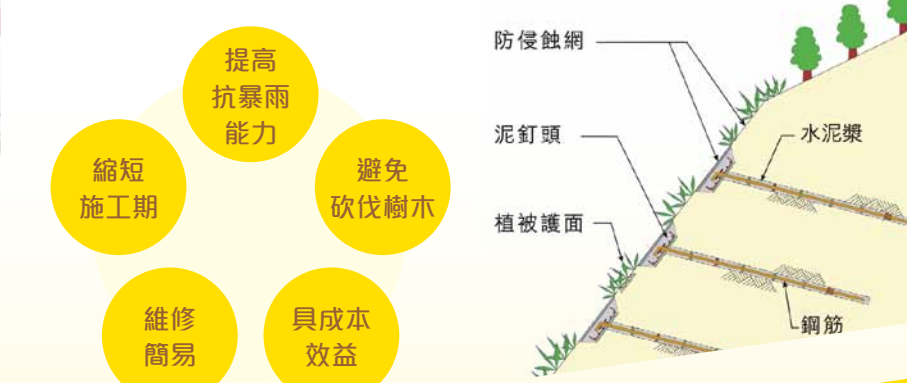 提高
抗暴雨
能力
縮短
施工期
避免
砍伐樹木
維修
簡易
具成本
效益
防侵蝕網
泥釘頭
水泥漿
植被護面
鋼筋